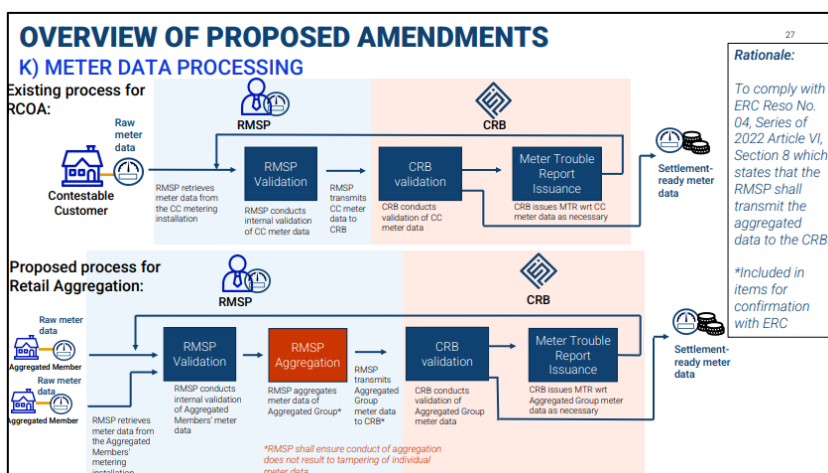 OVERVIEW OF PROPOSED AMENDMENTS
27
K) METER DATA PROCESSING
Existing process for
RCOA:
Raw
meter
data
Contestable
Customer
RMSP
CRB
RMSP retrieves
meter data from
the CC metering
installation
RMSP
Validation
RMSP conducts
internal validation
of CC meter data
RMSP
transmits
CC meter
data to
CRB
CRB
validation
CRB conducts
validation of CC
meter data
Meter Trouble
Report
Issuance
CRB issues MTR wrt CC
meter data as necessary
Settlement-
ready meter
data
Proposed process for
Retail Aggregation:
RMSP
CRB
Raw meter
data
Aggregated Member
Raw meter
data
Aggregated Member
RMSP retrieves
meter data from
the Aggregated
Members'
metering
installation
RMSP
Validation
RMSP conducts
internal validation
of Aggregated
Members' meter
data
RMSP
Aggregation
RMSP aggregates
meter data of
Aggregated Group*
RMSP
transmits
Aggregated
Group
meter data
to CRB*
CRB
validation
CRB conducts
validation of
Aggregated Group
meter data
Meter Trouble
Report
Issuance
CRB issues MTR wrt
Aggregated Group meter
data as necessary
Settlement-
ready meter
data
*RMSP shall ensure conduct of aggregation
does not result to tampering of individual
meter data
Rationale:
To comply with
ERC Reso No.
04, Series of
2022 Article VI,
Section 8 which
states that the
RMSP shall
transmit the
aggregated
data to the CRB
*Included in
items for
confirmation
with ERC